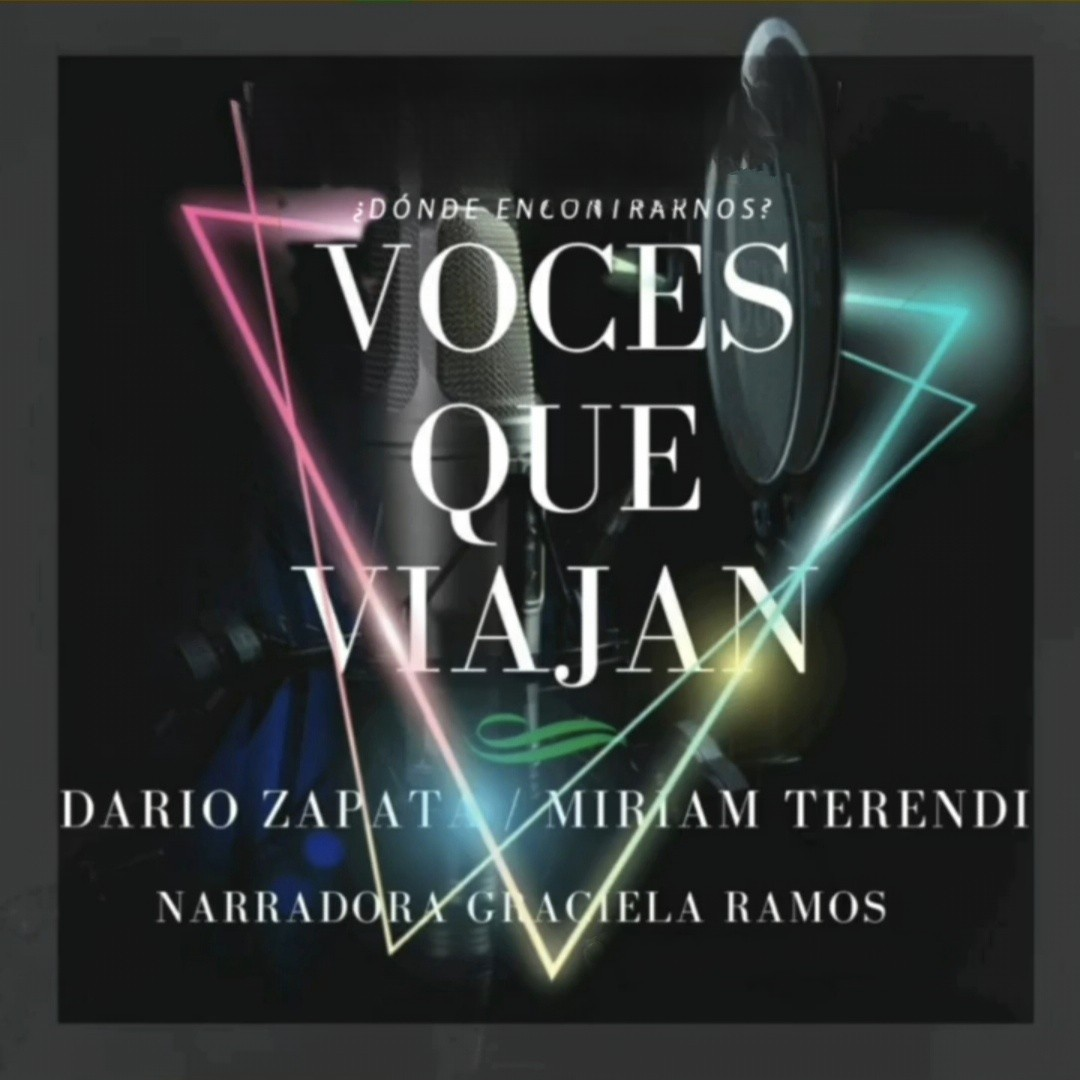 ¿DÓNDE ENCONTRARNOS?
VOCES
QUE
VIAJAN
DARIO ZAPATA / MIRIAM TERENDI
NARRADORA GRACIELA RAMOS